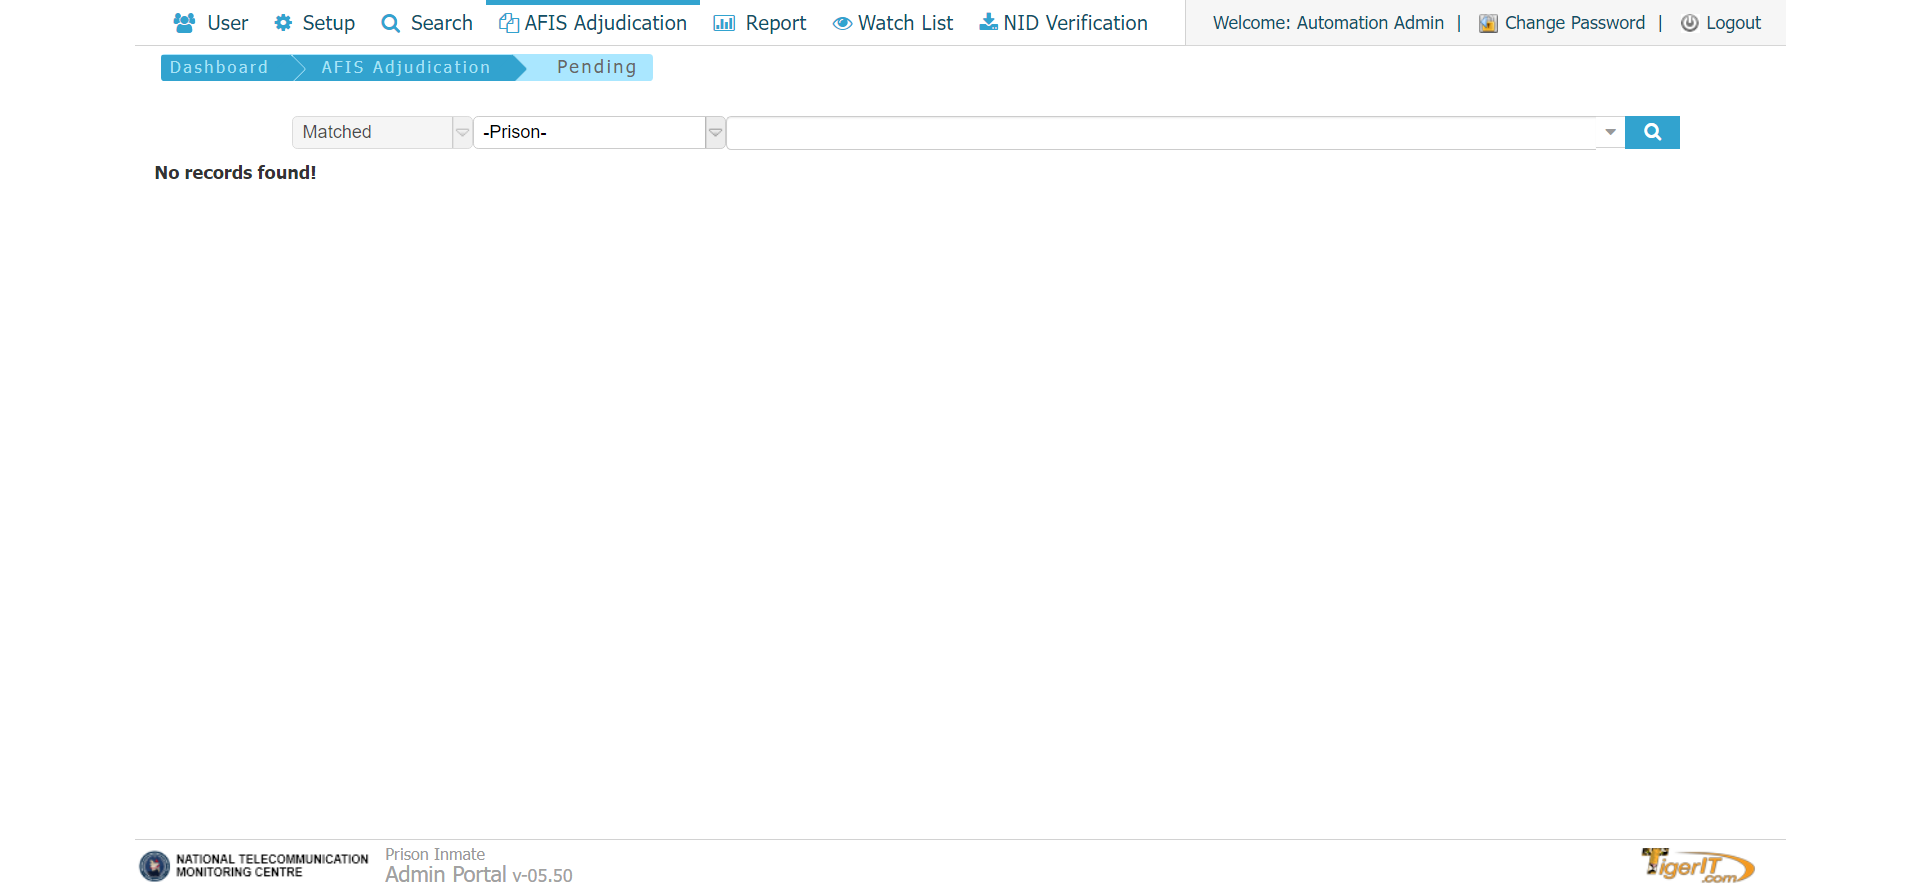 User Setup Search AFIS Adjudication Report Watch List NID Verification Welcome: Automation Admin | Change Password | Logout
Dashboard AFIS Adjudication Pending
Matched -Prison-
No records found!
NATIONAL TELECOMMUNICATION
MONITORING CENTRE
Prison Inmate
Admin Portal v-05.50
TigerIT
.com